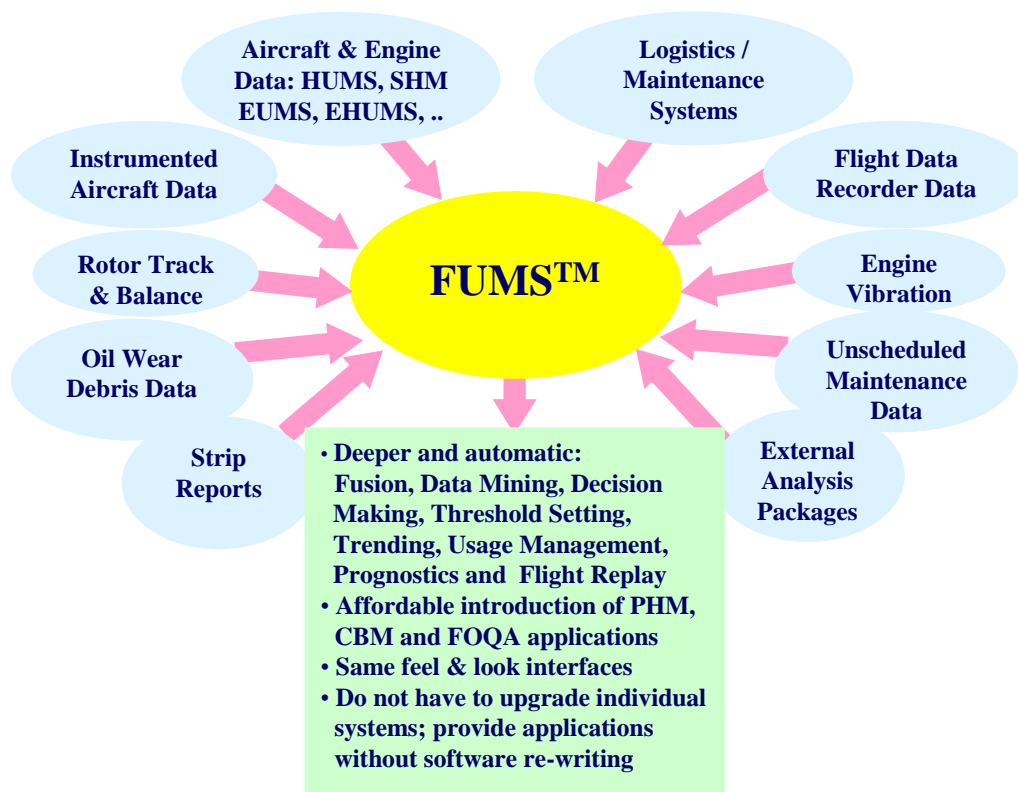 Aircraft & Engine
Data: HUMS, SHM
EUMS, EHUMS, ..
Logistics /
Maintenance
Systems
Instrumented
Aircraft Data
Flight Data
Recorder Data
Rotor Track
& Balance
FUMS™
Engine
Vibration
Oil Wear
Debris Data
Unscheduled
Maintenance
Data
Strip
Reports
External
Analysis
Packages
• Deeper and automatic:
Fusion, Data Mining, Decision
Making, Threshold Setting,
Trending, Usage Management,
Prognostics and Flight Replay
• Affordable introduction of PHM,
CBM and FOQA applications
• Same feel & look interfaces
• Do not have to upgrade individual
systems; provide applications
without software re-writing